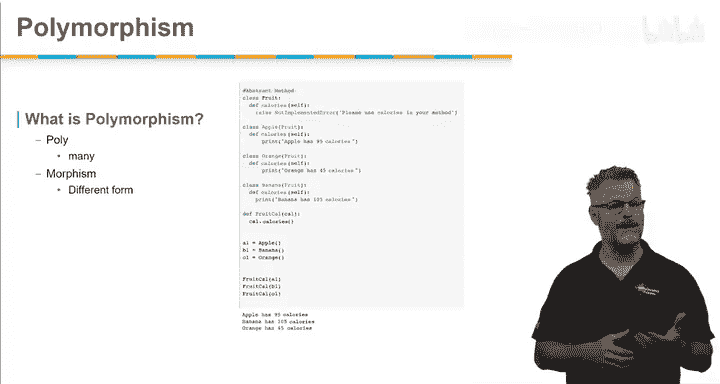 Polymorphism
What is Polymorphism?
– Poly
• many
– Morphism
• Different form
#Abstract Method
class Fruit:
def calories(self):
raise NotImplementedError('Please use calories in your method')
class Apple(Fruit):
def calories(self):
print("Apple has 95 calories")
class Orange(Fruit):
def calories(self):
print("Orange has 45 calories")
class Banana(Fruit):
def calories(self):
print("Banana has 105 calories")
def FruitCal(cal):
cal.calories()
a1 = Apple()
b1 = Banana()
o1 = Orange()
FruitCal(a1)
FruitCal(b1)
FruitCal(o1)
Apple has 95 calories
Banana has 105 calories
Orange has 45 calories